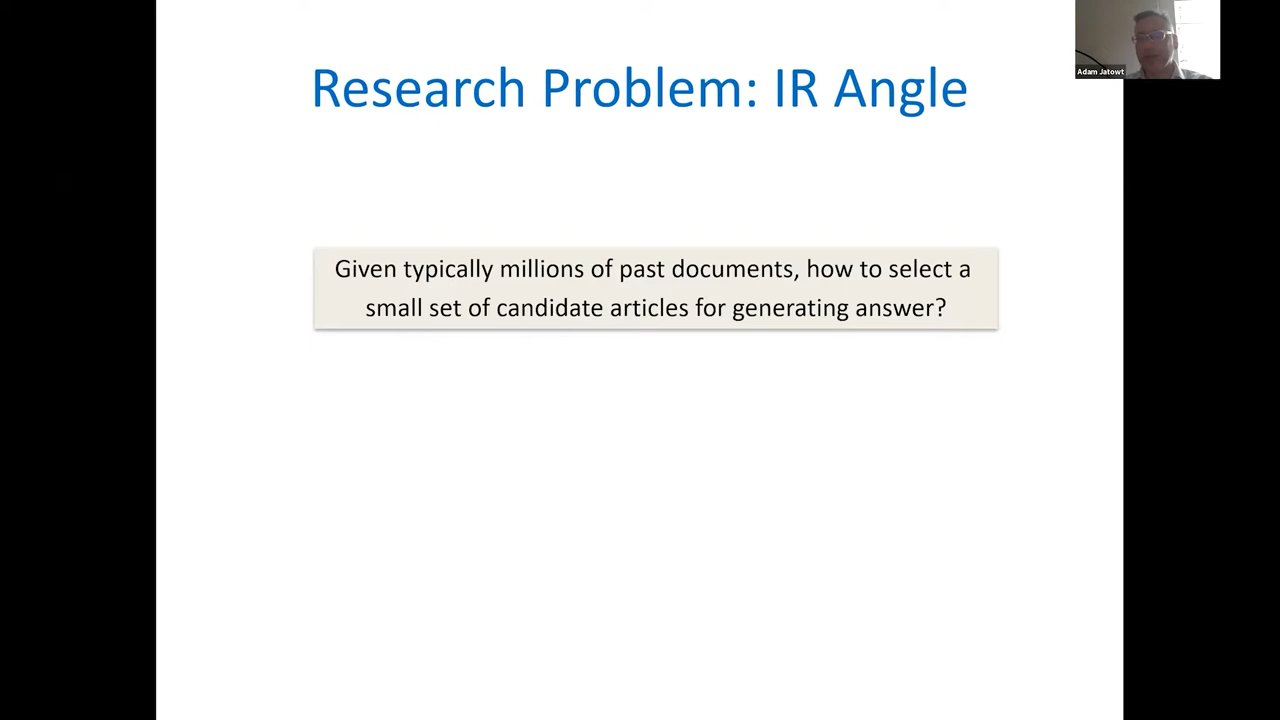 Research Problem: IR Angle
Adam Jatowt
Given typically millions of past documents, how to select a
small set of candidate articles for generating answer?